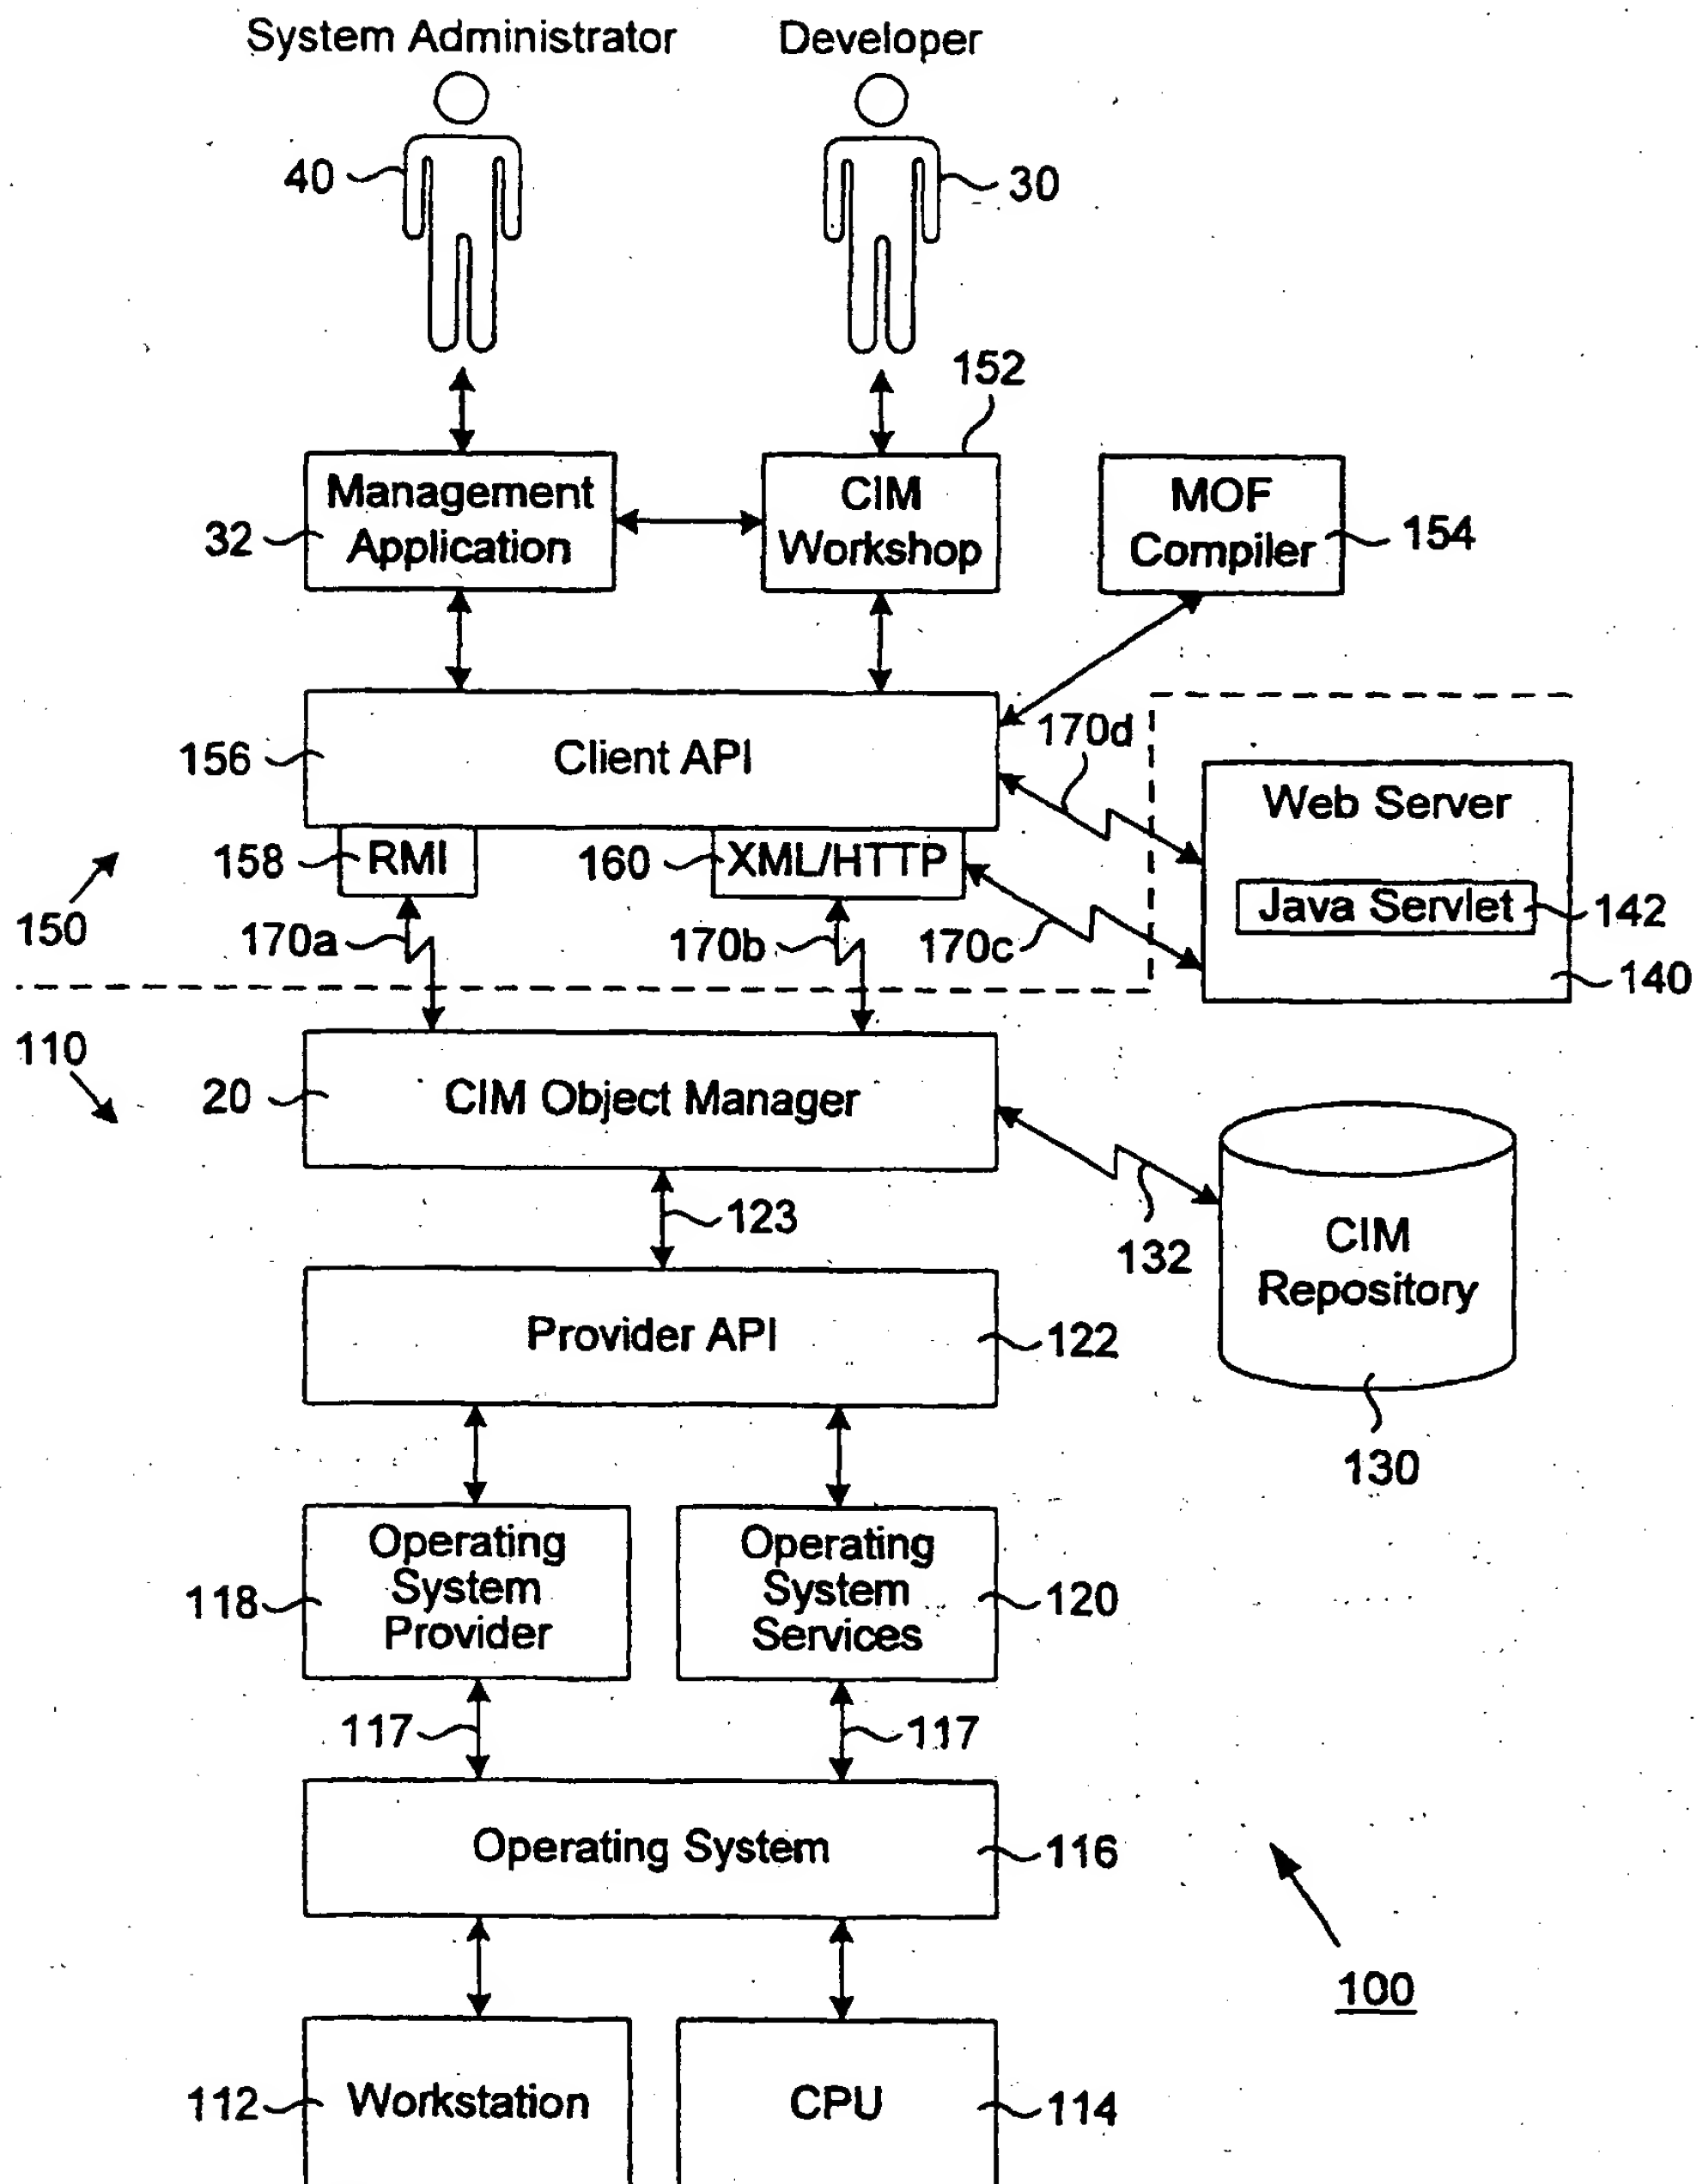 System Administrator
Developer
40
30
152
Management
Application
32
CIM
Workshop
MOF
Compiler
154
156
Client API
170d
Web Server
158
RMI
160
XML/HTTP
Java Servlet
142
150
170a
170b
170c
140
110
20
CIM Object Manager
123
132
CIM
Repository
Provider API
122
130
Operating
System
Provider
118
Operating
System
Services
120
117
117
Operating System
116
100
112
Workstation
CPU
114